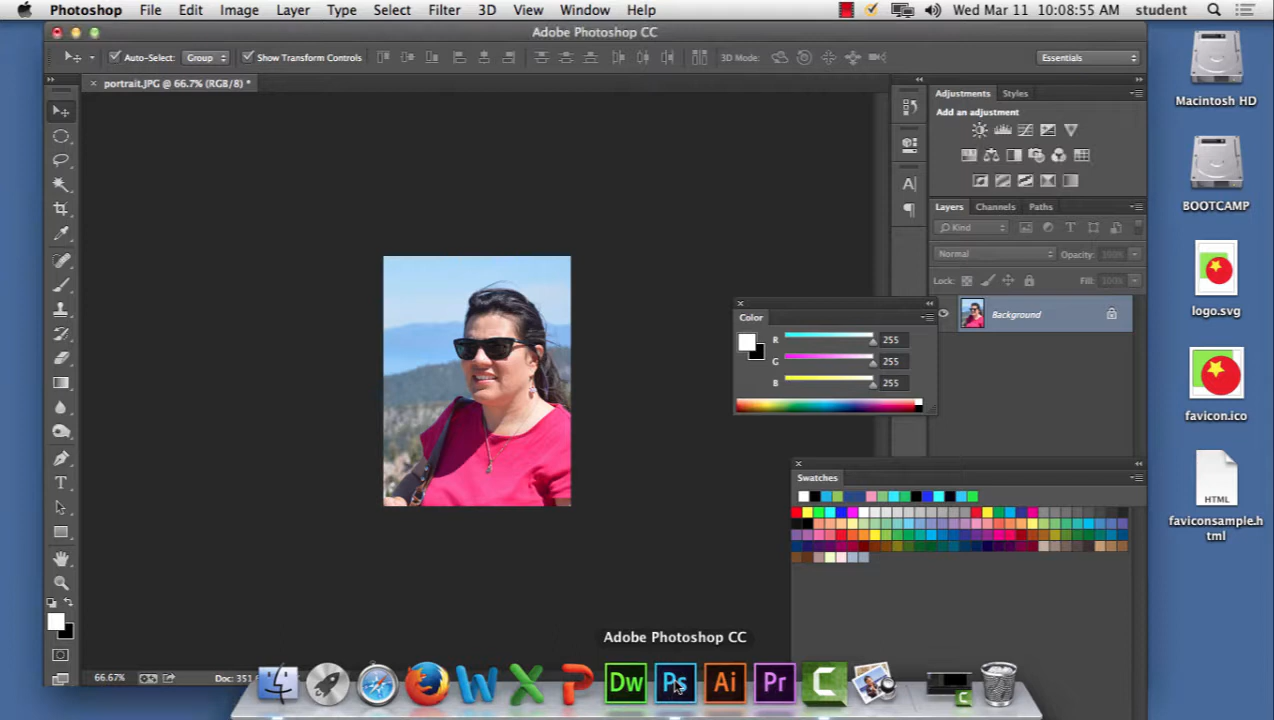 Photoshop File Edit Image Layer Type Select Filter 3D View Window Help Wed Mar 11 10:08:55 AM student
Adobe Photoshop CC
Auto-Select: Group Show Transform Controls 3D Mode: Essentials
portrait.JPG @ 66.7% (RGB/8) *
Adjustments Styles
Add an adjustment
Macintosh HD
Layers Channels Paths
BOOTCAMP
Kind
Normal Opacity: 100%
Lock: Fill: 100%
Background
logo.svg
Color
R 255
G 255
B 255
favicon.ico
Swatches
HTML
faviconsample.h
tml
Adobe Photoshop CC
66.67%
Dw Ps Ai Pr C